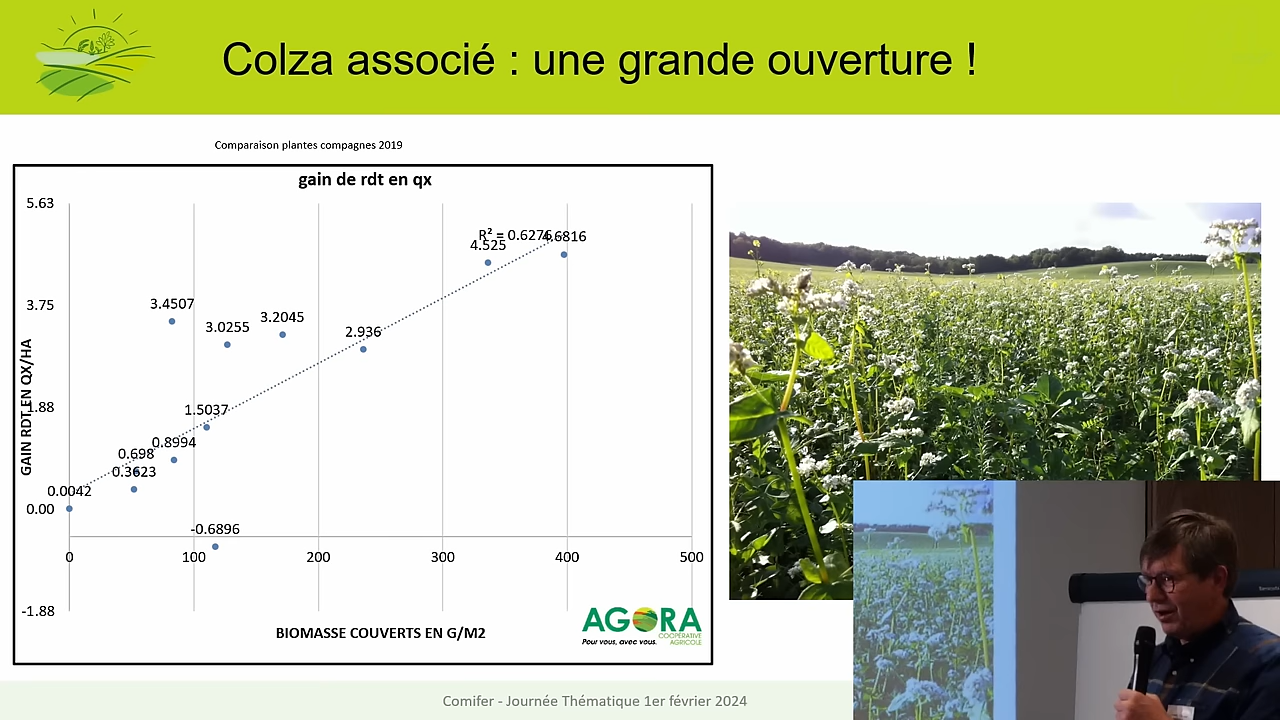 Colza associé : une grande ouverture !
Comparaison plantes compagnes 2019
gain de rdt en qx
5.63
3.75
1.88
0.00
-1.88
GAIN RDT EN QX/HA
R² = 0.6276
4.6816
4.525
3.4507
3.0255
3.2045
2.936
1.5037
0.8994
0.698
0.3623
0.0042
-0.6896
0 100 200 300 400 500
BIOMASSE COUVERTS EN G/M2
AGORA
Pour vous, avec vous.
COOPÉRATIVE
AGRICOLE
Comifer - Journée Thématique 1er février 2024